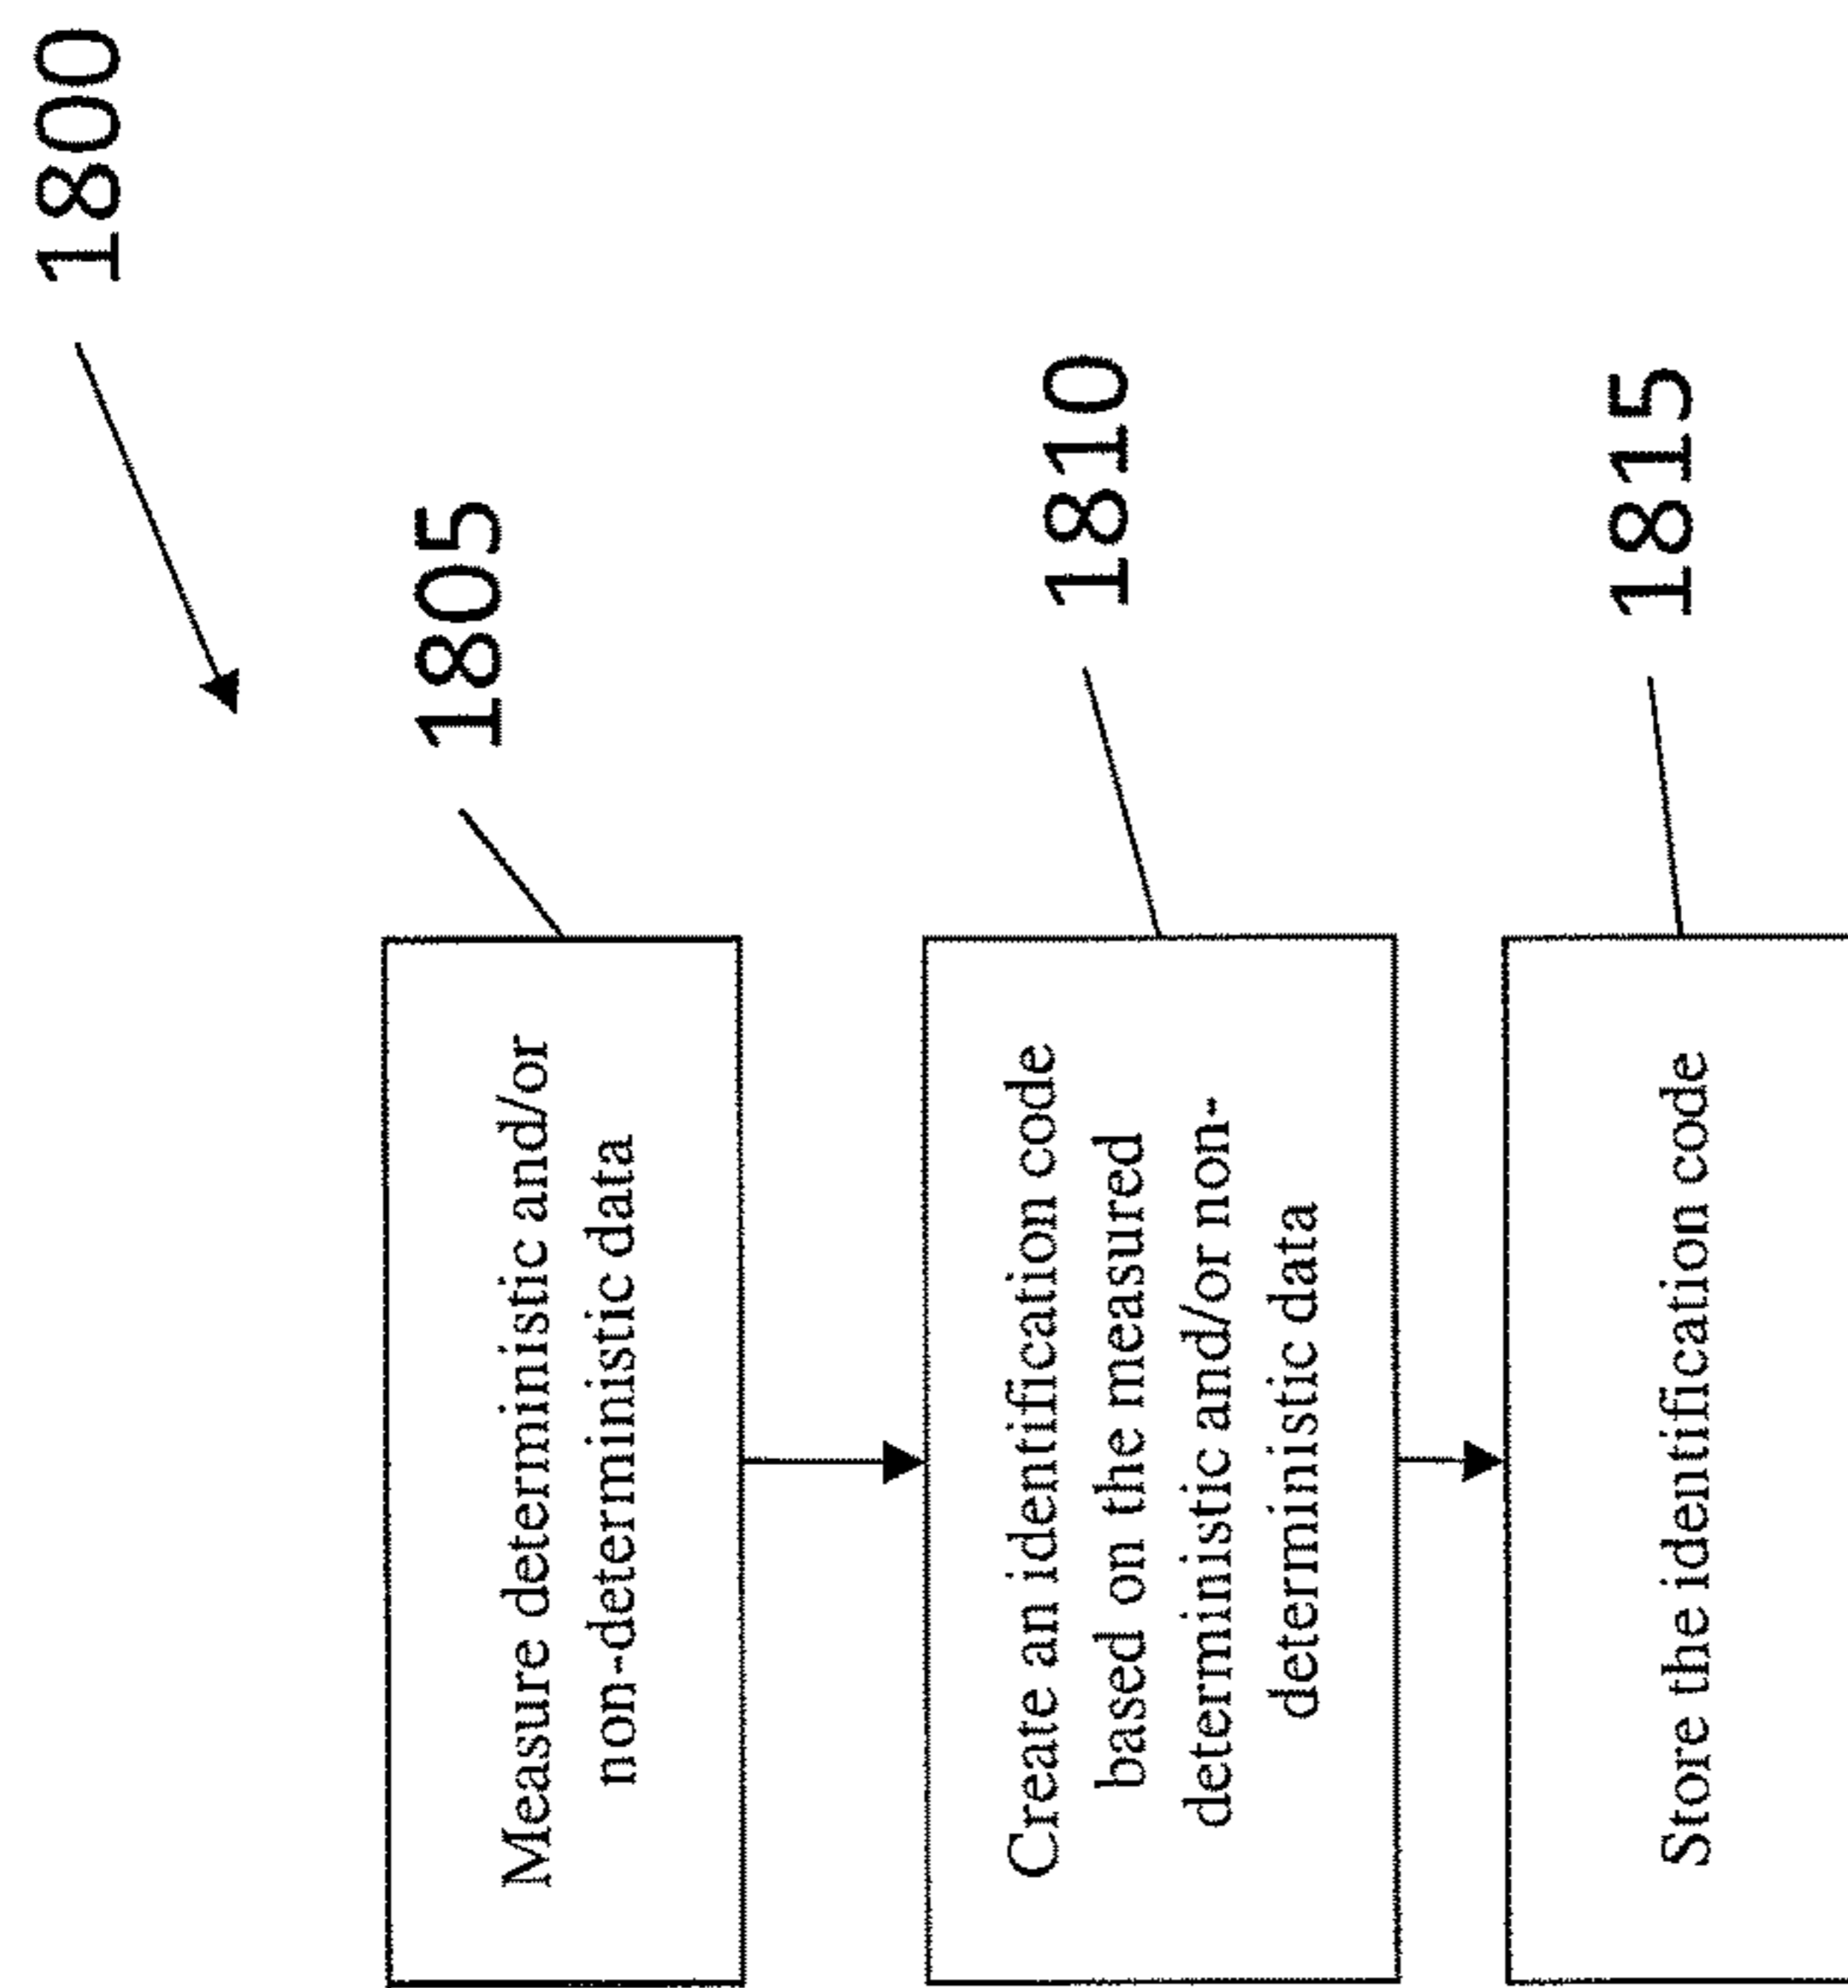 1800
1805
Measure deterministic and/or
non-deterministic data
1810
Create an identification code
based on the measured
deterministic and/or non-
deterministic data
1815
Store the identification code